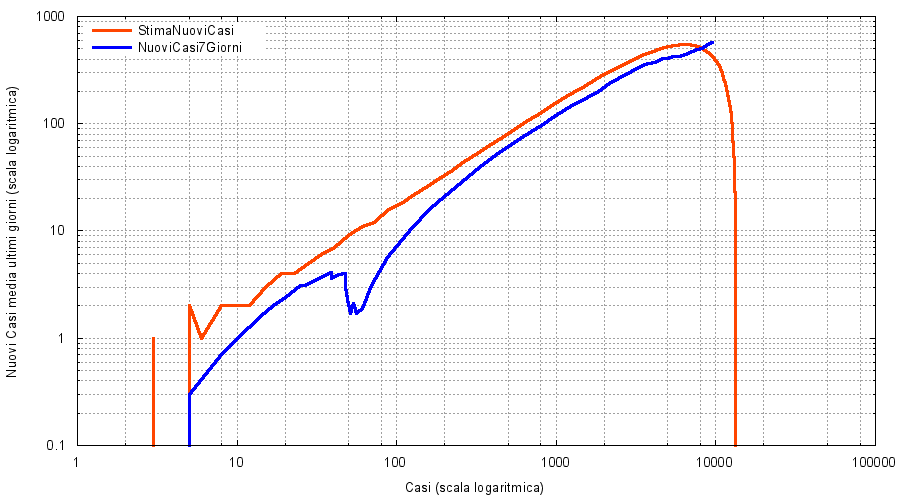 1000
100
10
1
0.1
StimaNuoviCasi
NuoviCasi7Giorni
Nuovi Casi media ultimi giorni (scala logaritmica)
1
10
100
1000
10000
100000
Casi (scala logaritmica)